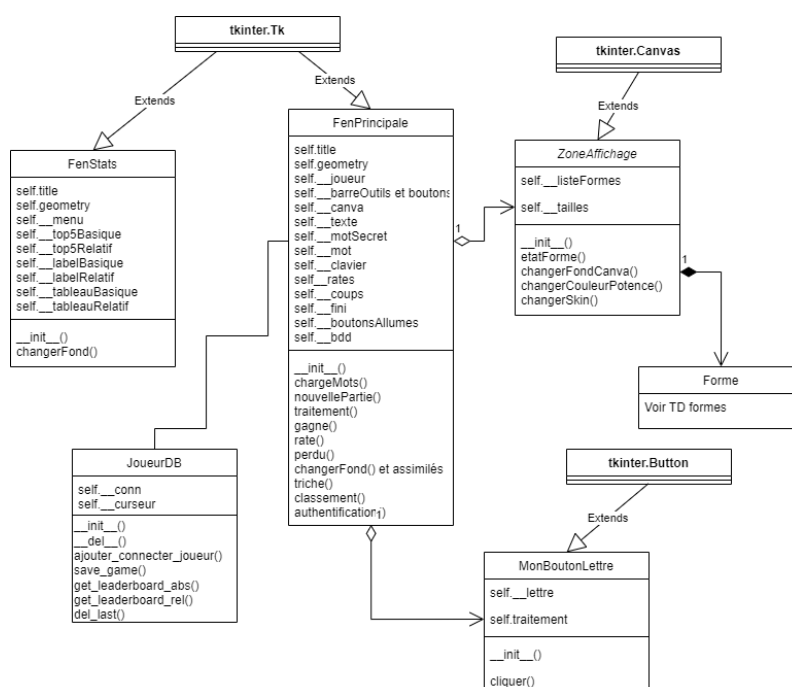 tkinter.Tk
tkinter.Canvas
Extends
Extends
Extends
FenStats
self.title
self.geometry
self.__menu
self.__top5Basique
self.__top5Relatif
self.__labelBasique
self.__labelRelatif
self.__tableauBasique
self.__tableauRelatif
__init__()
changerFond()
FenPrincipale
self.title
self.geometry
self.__joueur
self.__barreOutils et boutons
self.__canva
self.__texte
self.__motSecret
self.__mot
self.__clavier
self.__rates
self.__coups
self.__fini
self.__boutonsAllumes
self.__bdd
__init__()
chargeMots()
nouvellePartie()
traitement()
gagne()
rate()
perdu()
changerFond() et assimilés
triche()
classement()
authentification()
1
1
ZoneAffichage
self.__listeFormes
self.__tailles
__init__()
etatForme()
changerFondCanva()
changerCouleurPotence()
changerSkin()
1
Forme
Voir TD formes
JoueurDB
self.__conn
self.__curseur
__init__()
__del__()
ajouter_connecter_joueur()
save_game()
get_leaderboard_abs()
get_leaderboard_rel()
del_last()
tkinter.Button
Extends
MonBoutonLettre
self.__lettre
self.traitement
__init__()
cliquer()